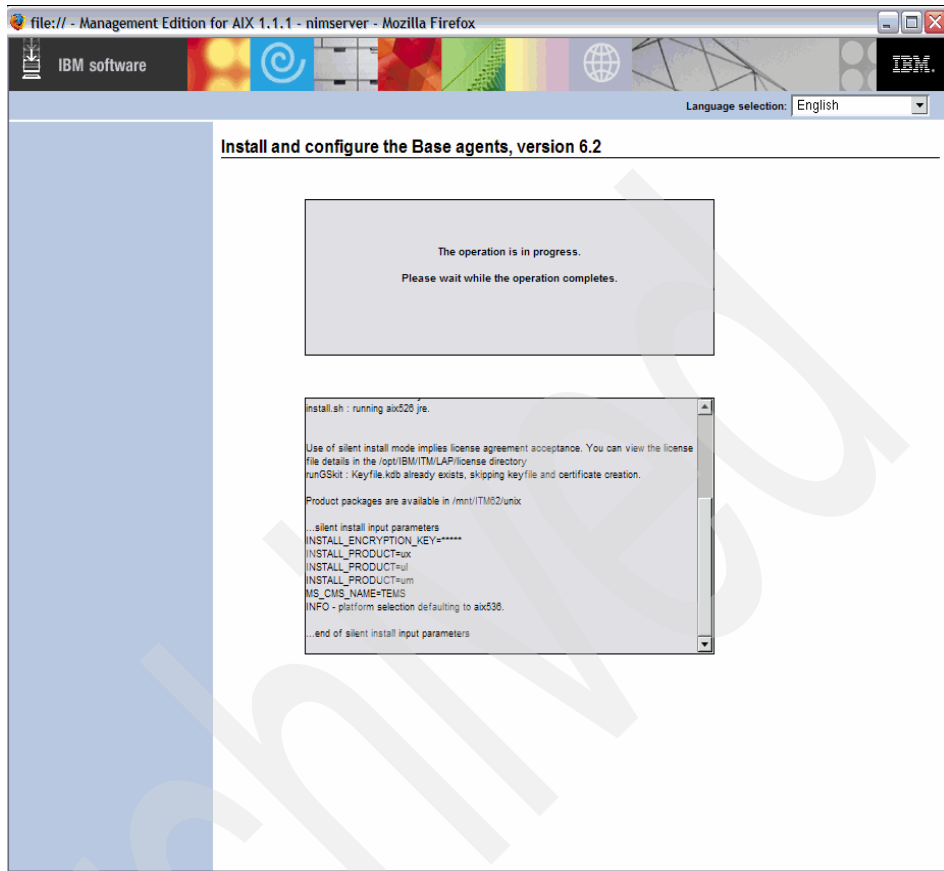 file:// - Management Edition for AIX 1.1.1 - nimserver - Mozilla Firefox
IBM software
IBM.
Language selection: English
Install and configure the Base agents, version 6.2
The operation is in progress.
Please wait while the operation completes.
install.sh : running aix526 jre.
Use of silent install mode implies license agreement acceptance. You can view the license
file details in the /opt/IBM/ITM/LAP/license directory
runGSkit : Keyfile.kdb already exists, skipping keyfile and certificate creation.
Product packages are available in /mnt/ITM62/unix
...silent install input parameters
INSTALL_ENCRYPTION_KEY=*****
INSTALL_PRODUCT=ux
INSTALL_PRODUCT=ul
INSTALL_PRODUCT=um
MS_CMS_NAME=TEMS
INFO - platform selection defaulting to aix536.
...end of silent install input parameters